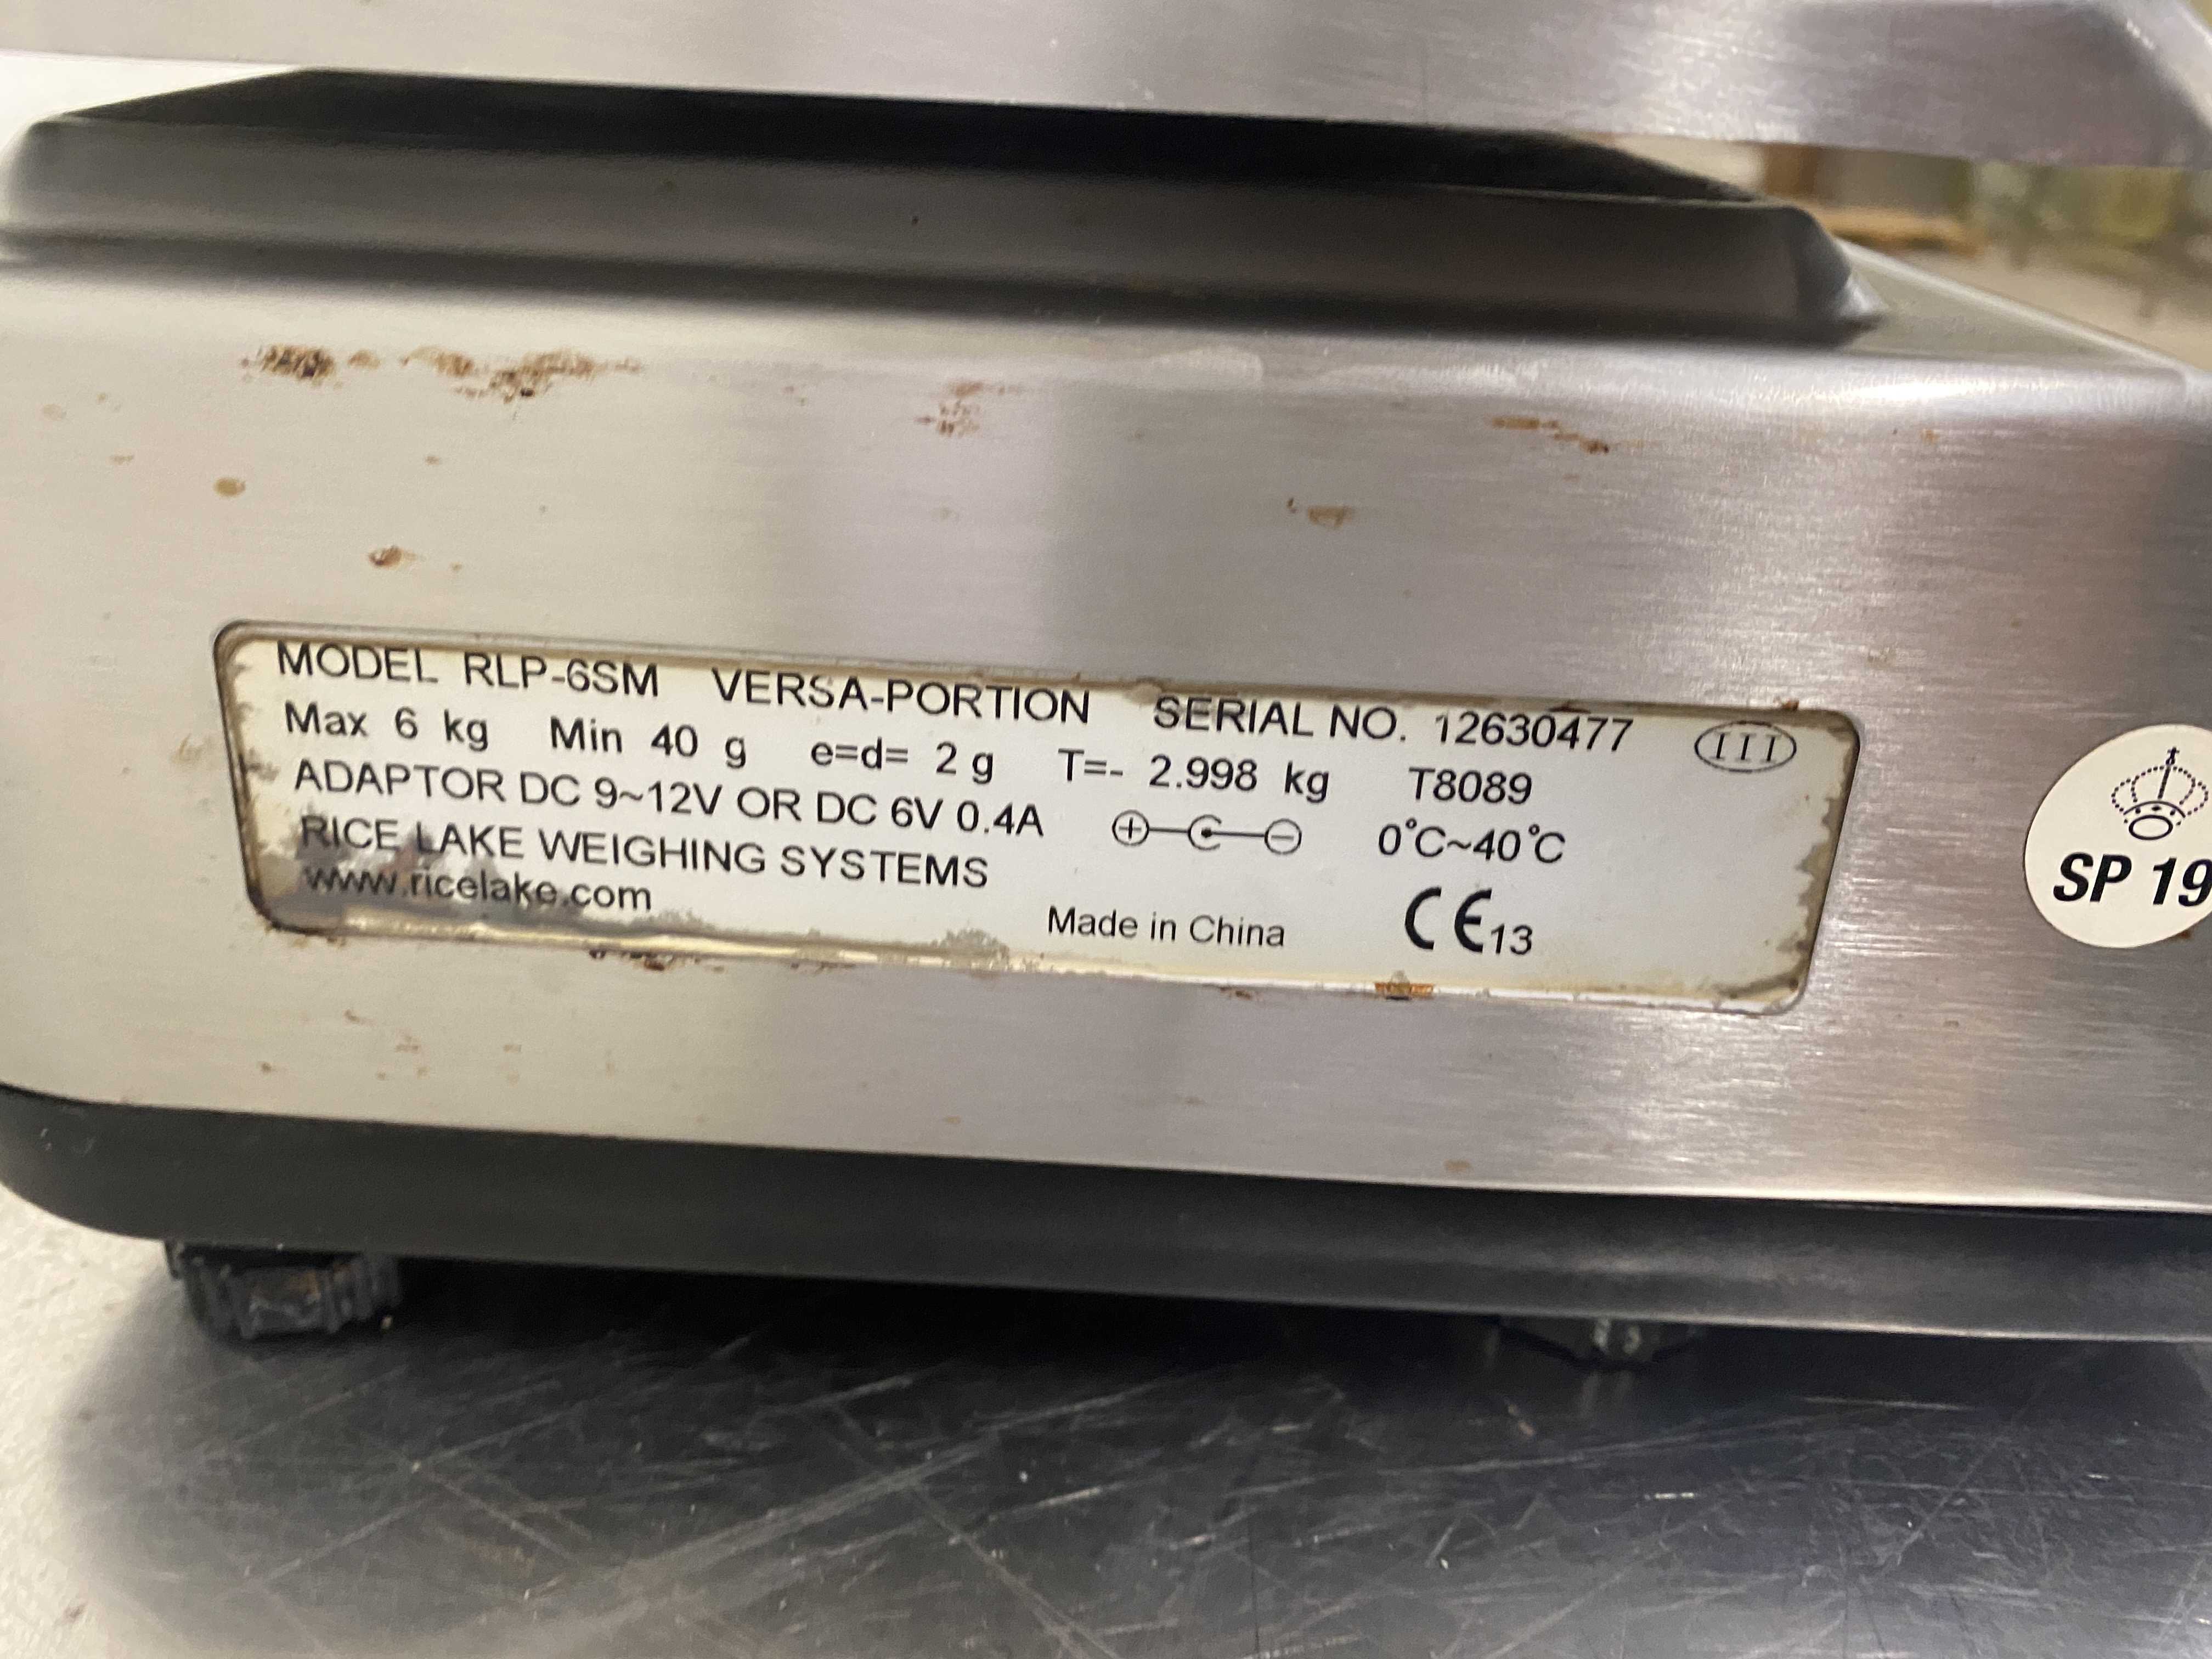 MODEL RLP-6SM VERSA-PORTION SERIAL NO. 12630477 III
Max 6 kg Min 40 g e=d= 2 g T=- 2.998 kg T8089
ADAPTOR DC 9~12V OR DC 6V 0.4A 0°C~40°C
RICE LAKE WEIGHING SYSTEMS
www.ricelake.com
Made in China CE13
SP 19